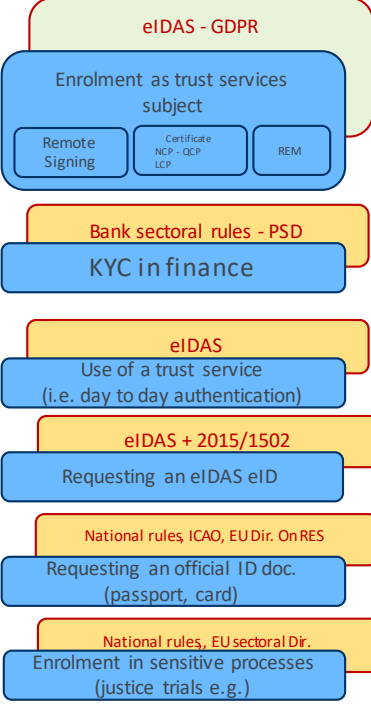 eIDAS - GDPR
Enrolment as trust services
subject
Remote
Signing
Certificate
NCP - QCP
LCP
REM
Bank sectoral rules - PSD
KYC in finance
eIDAS
Use of a trust service
(i.e. day to day authentication)
eIDAS + 2015/1502
Requesting an eIDAS eID
National rules, ICAO, EU Dir. On RES
Requesting an official ID doc.
(passport, card)
National rules,, EU sectoral Dir.
Enrolment in sensitive processes
(justice trials e.g.)